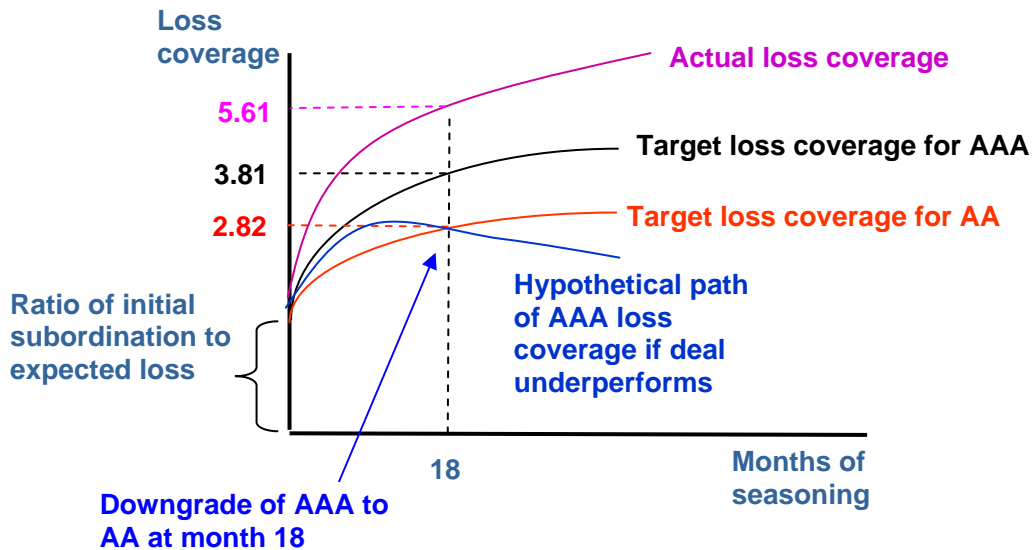 Loss
coverage
Actual loss coverage
5.61
Target loss coverage for AAA
3.81
Target loss coverage for AA
2.82
Hypothetical path
of AAA loss
coverage if deal
underperforms
Ratio of initial
subordination to
expected loss
18
Months of
seasoning
Downgrade of AAA to
AA at month 18